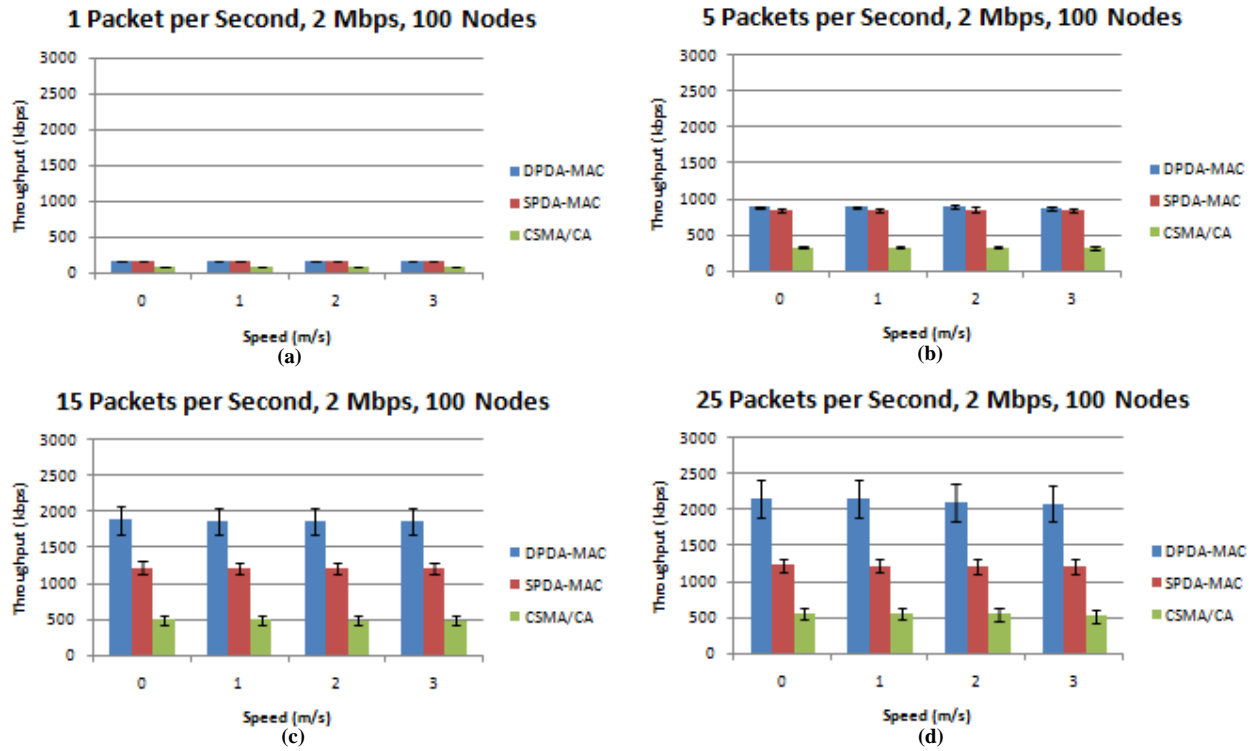 1 Packet per Second, 2 Mbps, 100 Nodes
3000
2500
2000
1500
1000
500
0
Throughput (kbps)
0 1 2 3
Speed (m/s)
DPDA-MAC
SPDA-MAC
CSMA/CA
(a)
5 Packets per Second, 2 Mbps, 100 Nodes
3000
2500
2000
1500
1000
500
0
Throughput (kbps)
0 1 2 3
Speed (m/s)
DPDA-MAC
SPDA-MAC
CSMA/CA
(b)
15 Packets per Second, 2 Mbps, 100 Nodes
3000
2500
2000
1500
1000
500
0
Throughput (kbps)
0 1 2 3
Speed (m/s)
DPDA-MAC
SPDA-MAC
CSMA/CA
(c)
25 Packets per Second, 2 Mbps, 100 Nodes
3000
2500
2000
1500
1000
500
0
Throughput (kbps)
0 1 2 3
Speed (m/s)
DPDA-MAC
SPDA-MAC
CSMA/CA
(d)